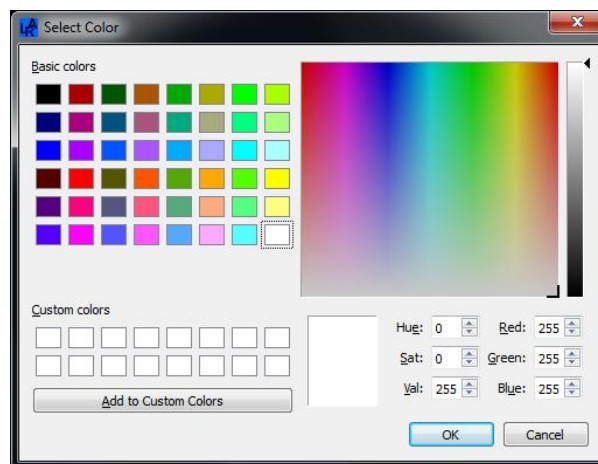 Select Color
Basic colors
Custom colors
Hue: 0 Red: 255
Sat: 0 Green: 255
Val: 255 Blue: 255
Add to Custom Colors
OK Cancel